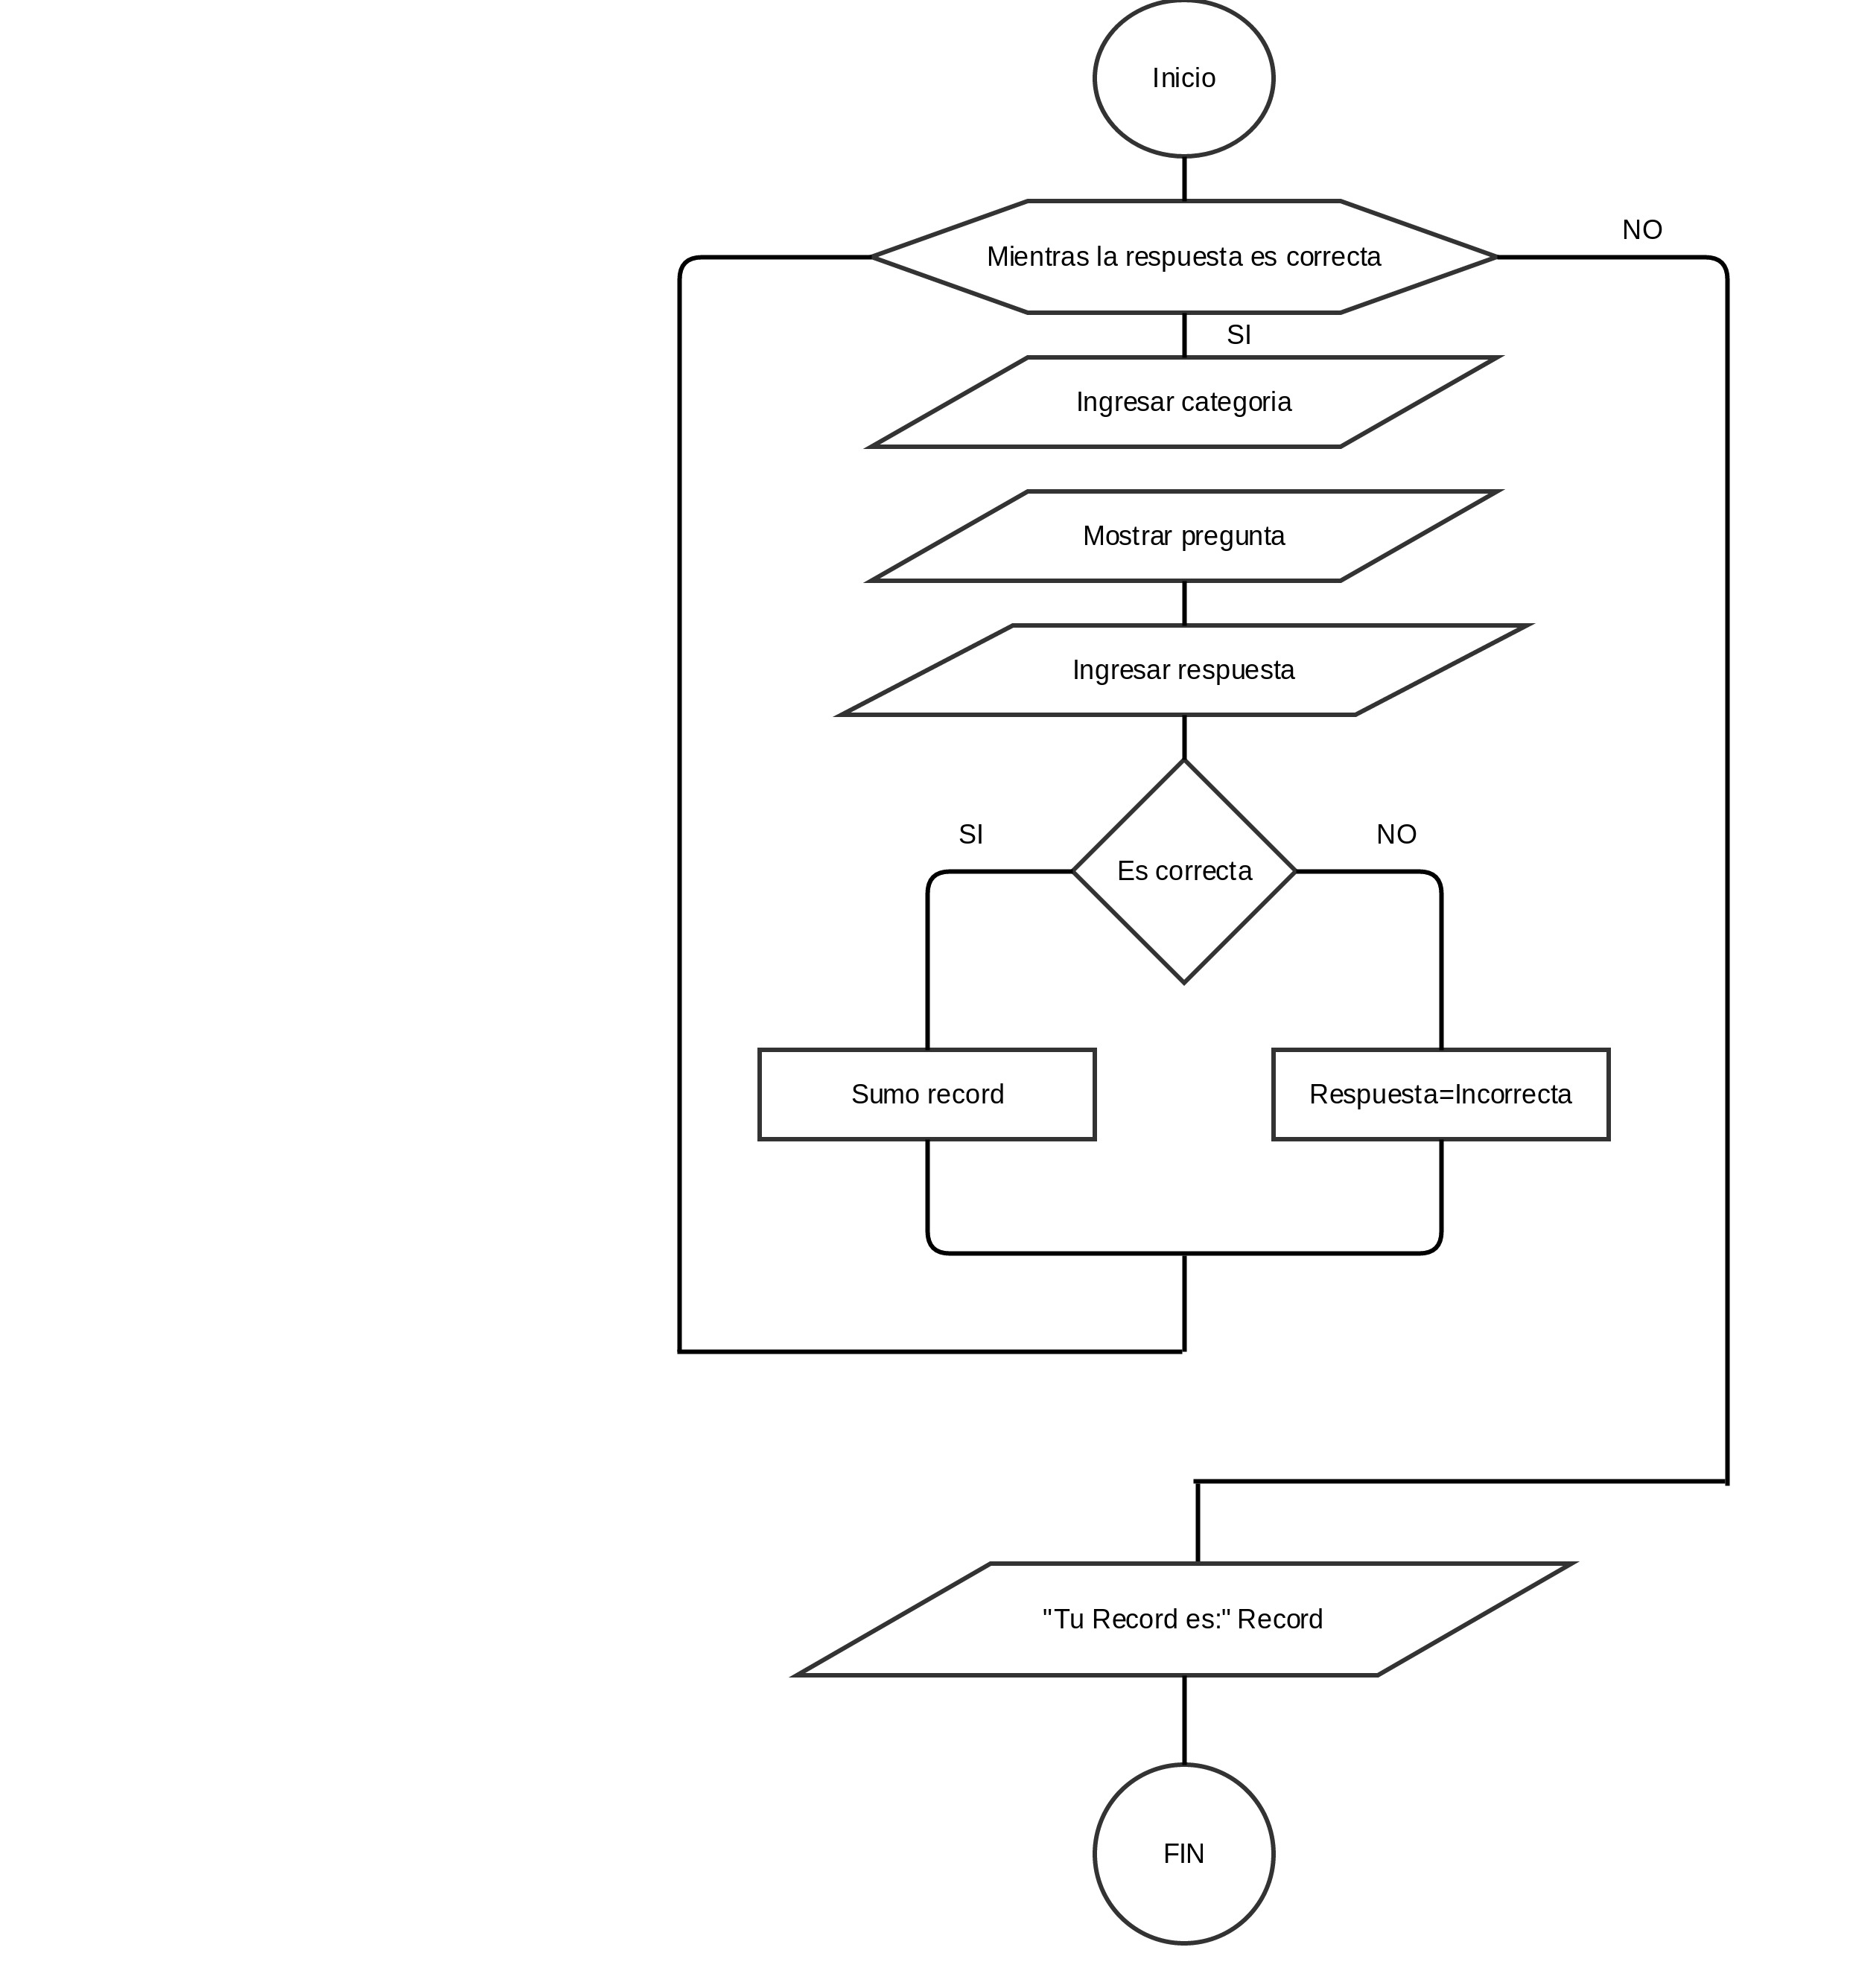 Inicio
NO
Mientras la respuesta es correcta
SI
Ingresar categoria
Mostrar pregunta
Ingresar respuesta
SI
NO
Es correcta
Sumo record
Respuesta=Incorrecta
"Tu Record es:" Record
FIN